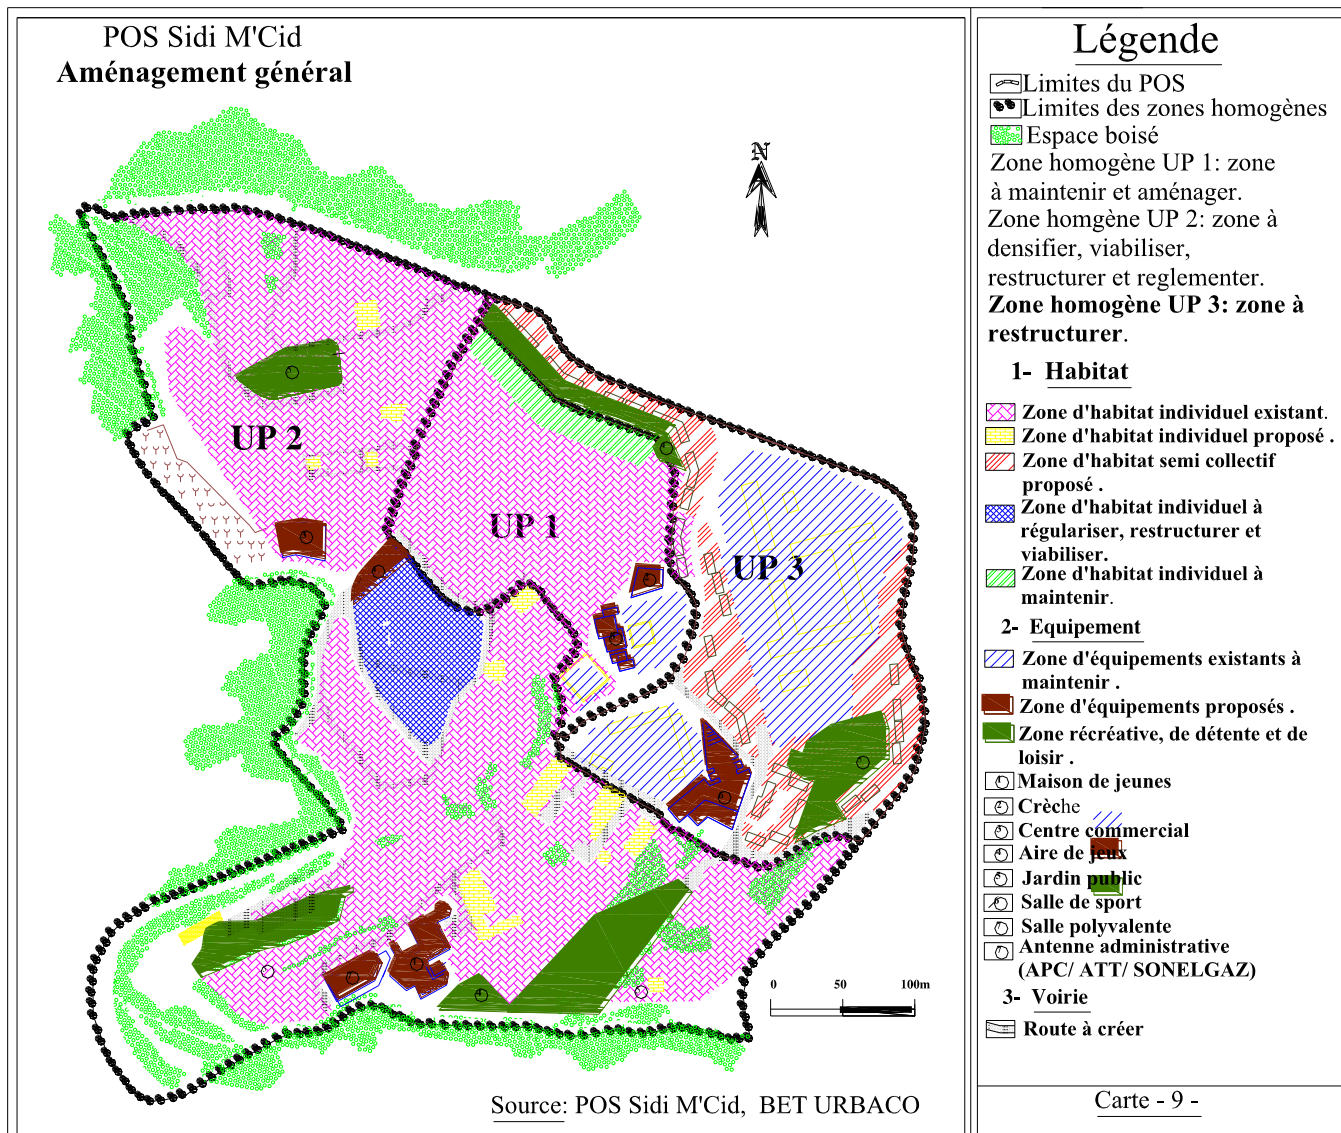 POS Sidi M'Cid
Aménagement général
N
UP 2
UP 1
UP 3
0 50 100m
Source: POS Sidi M'Cid, BET URBACO
Légende
Limites du POS
Limites des zones homogènes
Espace boisé
Zone homogène UP 1: zone
à maintenir et aménager.
Zone homgène UP 2: zone à
densifier, viabiliser,
restructurer et reglementer.
Zone homogène UP 3: zone à
restructurer.
1- Habitat
Zone d'habitat individuel existant.
Zone d'habitat individuel proposé .
Zone d'habitat semi collectif
proposé .
Zone d'habitat individuel à
régulariser, restructurer et
viabiliser.
Zone d'habitat individuel à
maintenir.
2- Equipement
Zone d'équipements existants à
maintenir .
Zone d'équipements proposés .
Zone récréative, de détente et de
loisir .
Maison de jeunes
Crèche
Centre commercial
Aire de jeux
Jardin public
Salle de sport
Salle polyvalente
Antenne administrative
(APC/ ATT/ SONELGAZ)
3- Voirie
Route à créer
Carte - 9 -